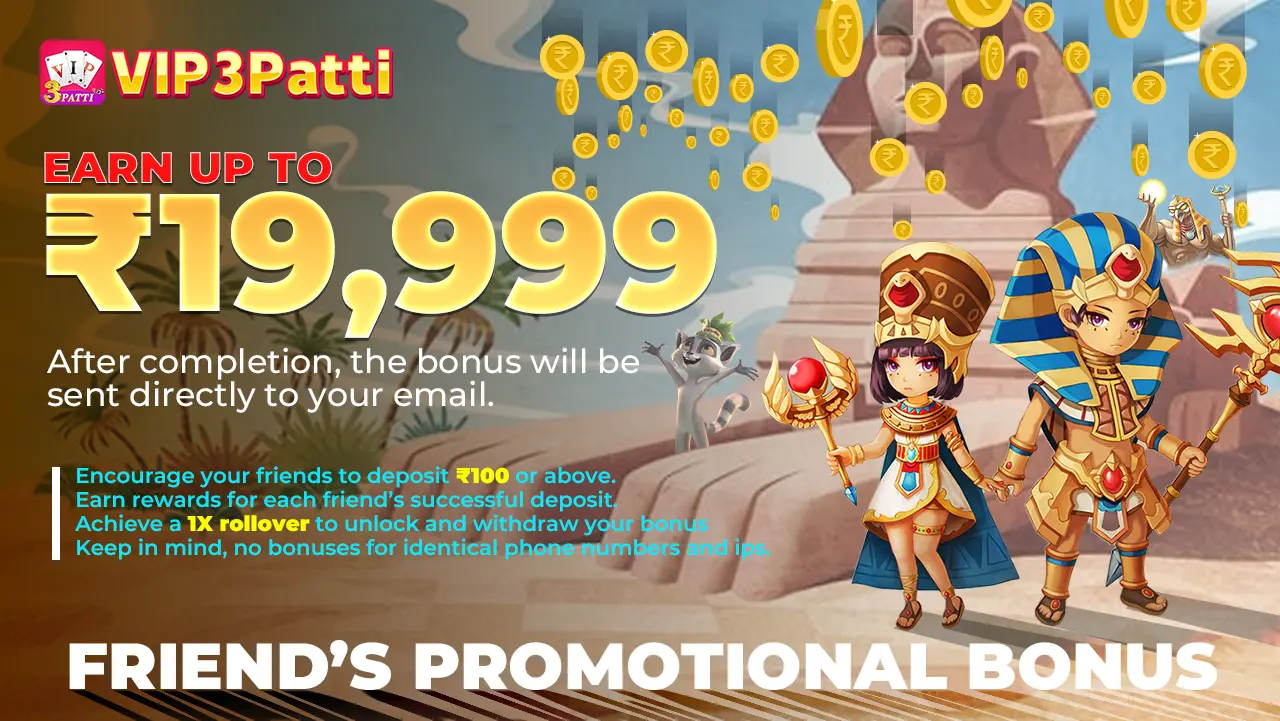 VIP
3PATTI
VIP3Patti
EARN UP TO
₹19,999
After completion, the bonus will be
sent directly to your email.
Encourage your friends to deposit ₹100 or above.
Earn rewards for each friend's successful deposit.
Achieve a 1X rollover to unlock and withdraw your bonus
Keep in mind, no bonuses for identical phone numbers and ips.
FRIEND'S PROMOTIONAL BONUS